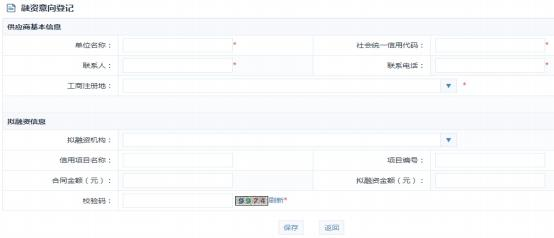 融资意向登记
供应商基本信息
单位名称： * 社会统一信用代码： *
联系人： * 联系电话： *
工商注册地： *
拟融资信息
拟融资机构：
信用项目名称： 项目编号：
合同金额（元）： 拟融资金额（元）：
校验码： 9974 刷新*
保存 返回